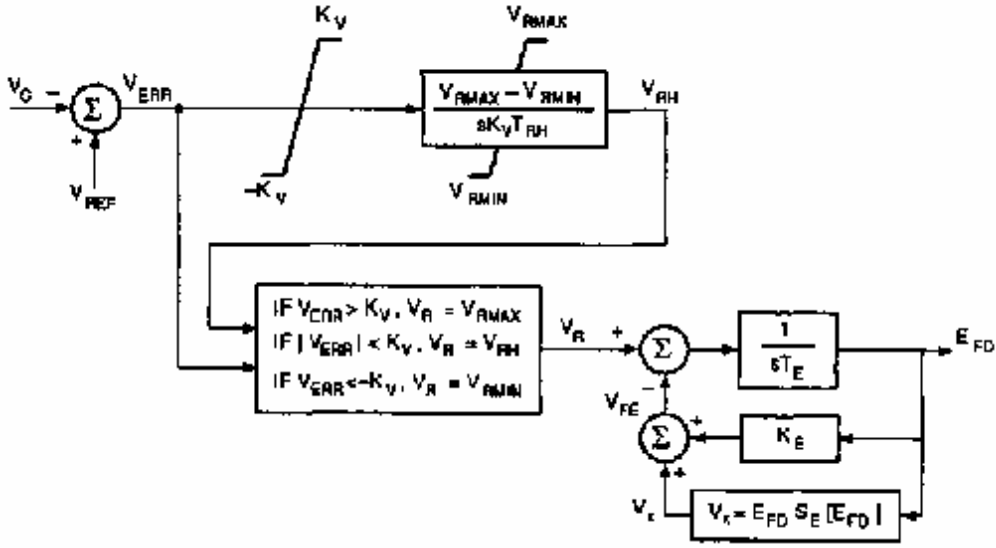 K_V
V_RMAX
V_C − V_ERR
Σ
V_RMAX − V_RMIN
sK_V T_RH
V_RH
+
V_REF
−K_V
V_RMIN
IF V_ERR > K_V, V_R = V_RMAX
IF | V_ERR | < K_V, V_R = V_RH
IF V_ERR < −K_V, V_R = V_RMIN
V_R + Σ
1
sT_E
E_FD
−
V_FE
Σ + K_E
+
V_x
V_x = E_FD S_E [E_FD]